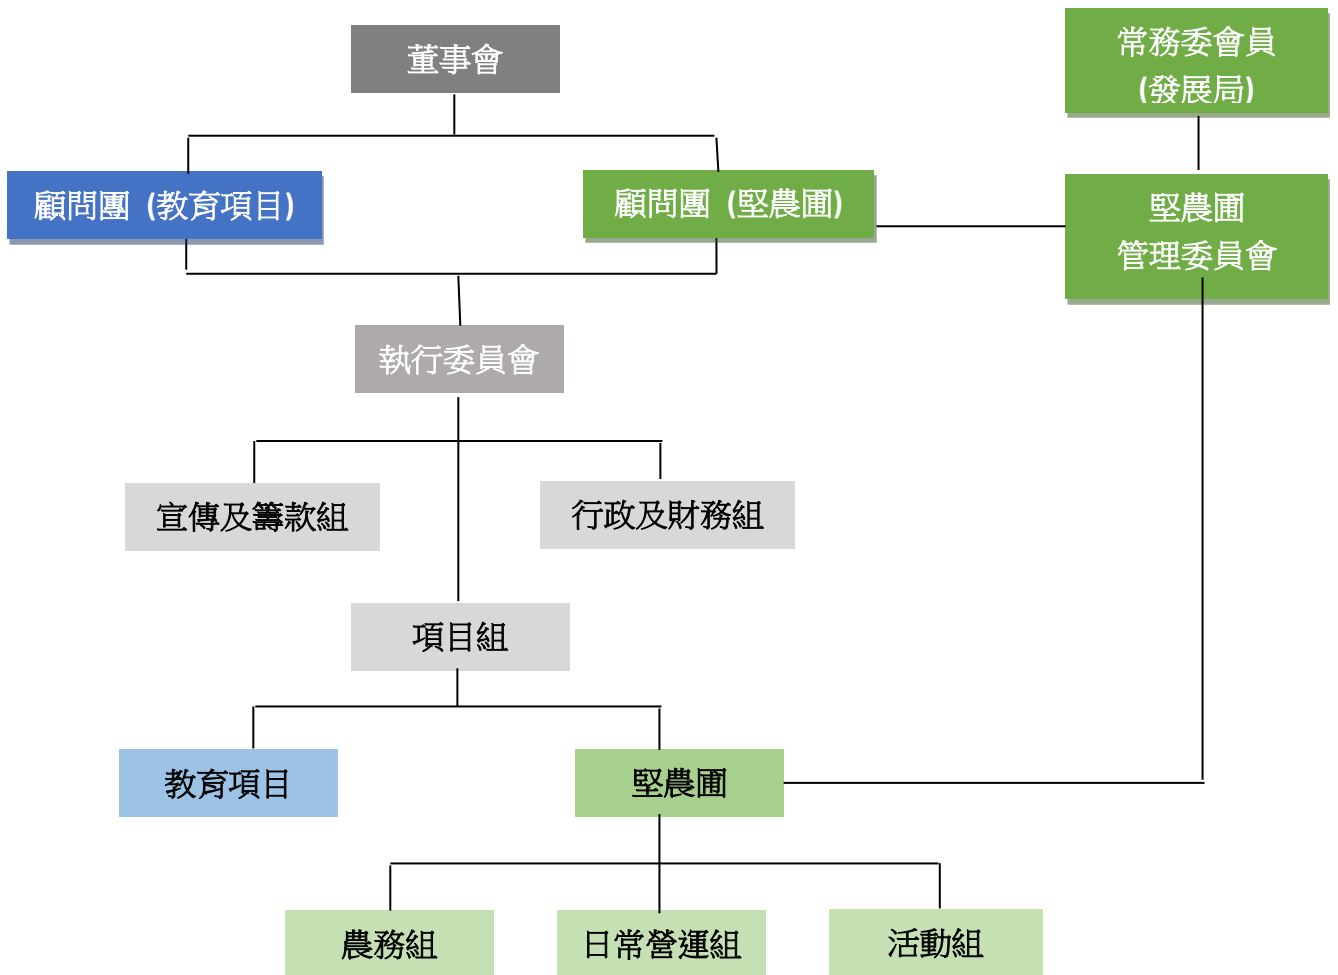 董事會
常務委會員
(發展局)
顧問團 (教育項目)
顧問團 (堅農圃)
堅農圃
管理委員會
執行委員會
宣傳及籌款組
行政及財務組
項目組
教育項目
堅農圃
農務組
日常營運組
活動組